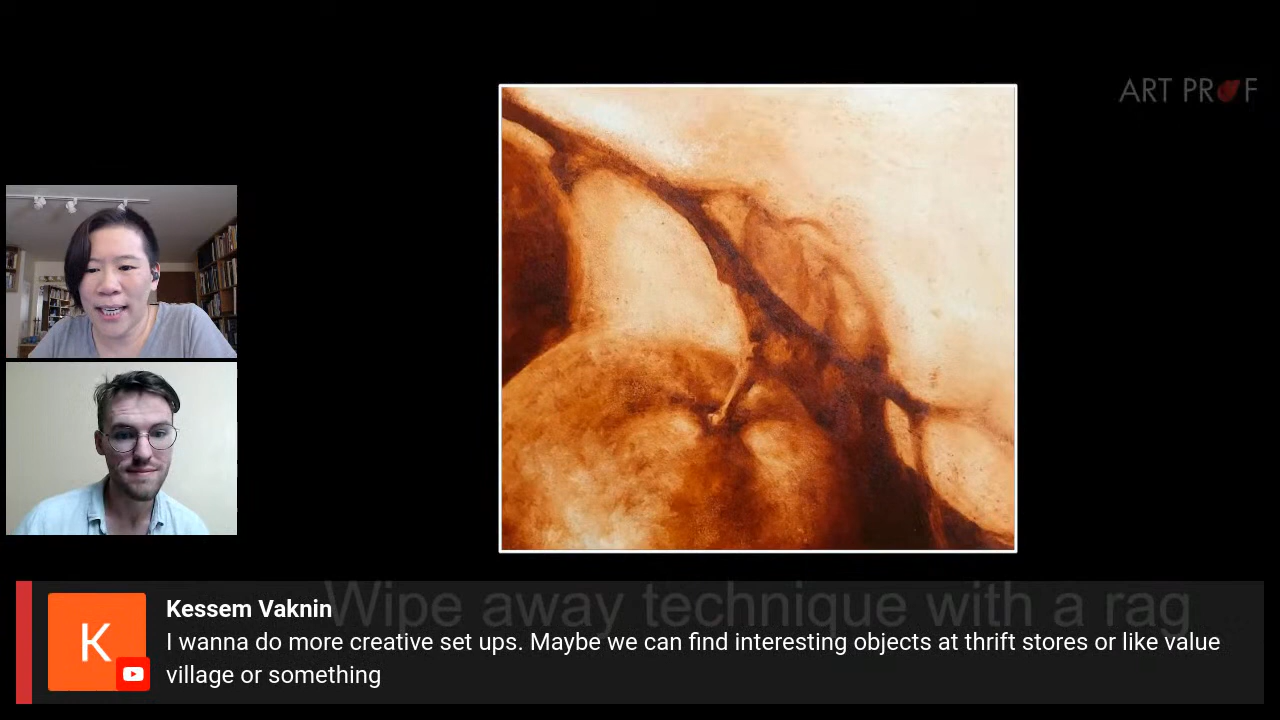 ART PROF
Wipe away technique with a rag
K
Kessem Vaknin
I wanna do more creative set ups. Maybe we can find interesting objects at thrift stores or like value
village or something